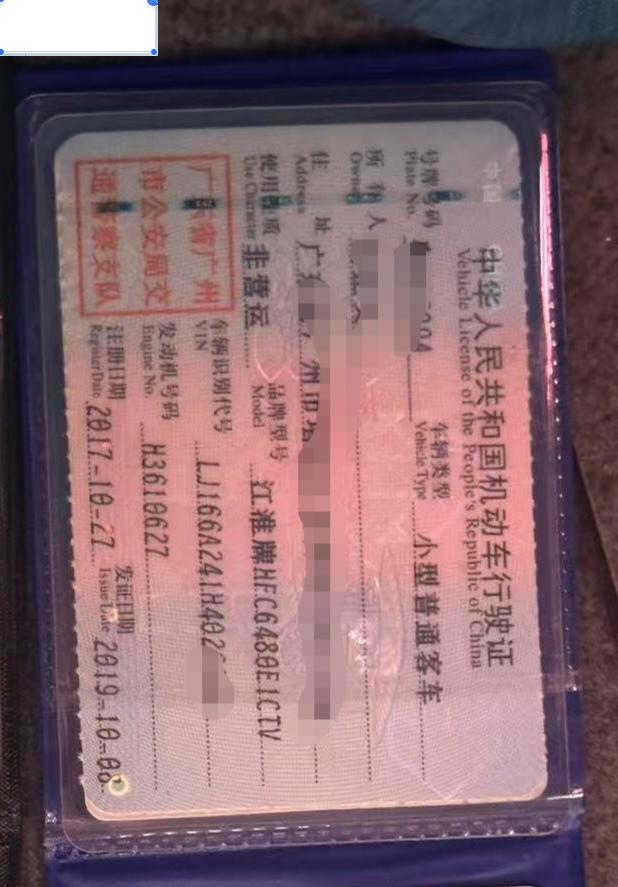 中华人民共和国机动车行驶证
Vehicle License of the People's Republic of China
号牌号码
Plate No.
车辆类型 小型普通客车
Vehicle Type
所有人
Owner
住址 广
Address
使用性质 非营运
Use Character
品牌型号 江淮牌HFC6480E1CTV
Model
广东省广州
市公安局交
通警察支队
车辆识别代号 LJ166A241H402
VIN
发动机号码 H3610627
Engine No.
注册日期 2017-10-27
Register Date
发证日期 2019-10-08
Issue Date
中国